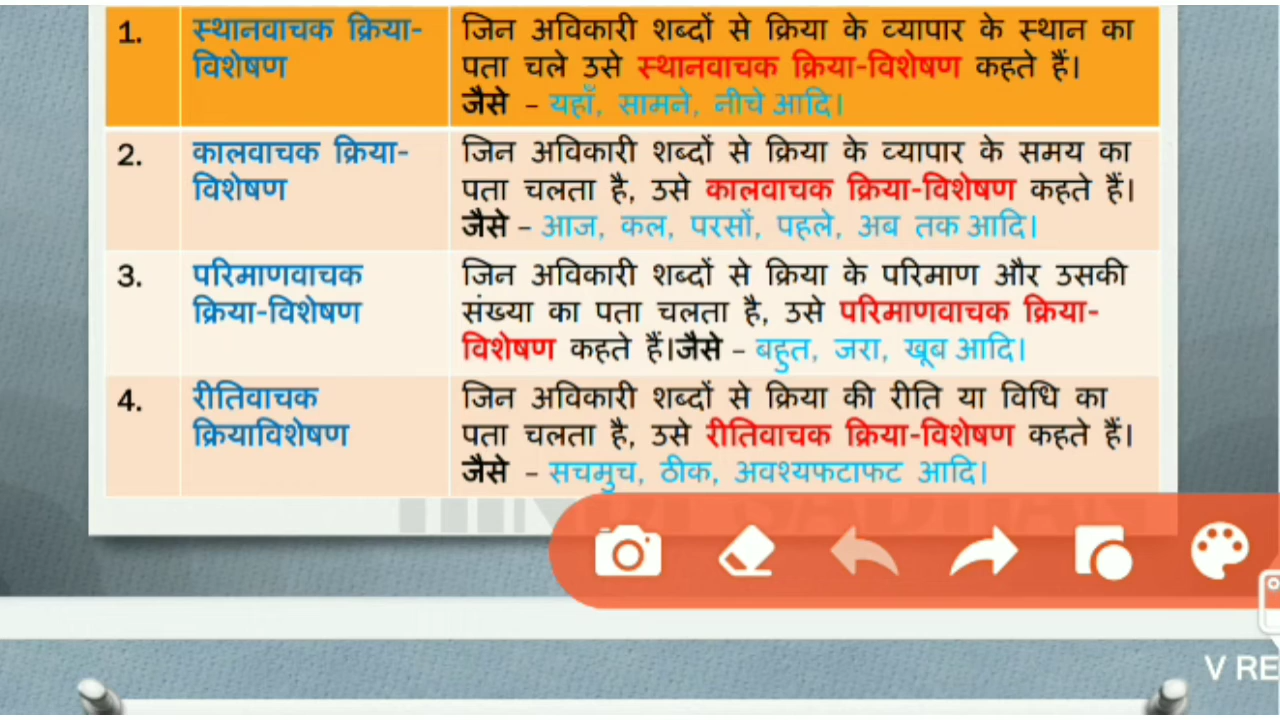 1. स्थानवाचक क्रिया-
विशेषण
जिन अविकारी शब्दों से क्रिया के व्यापार के स्थान का
पता चले उसे स्थानवाचक क्रिया-विशेषण कहते हैं।
जैसे – यहाँ, सामने, नीचे आदि।
2. कालवाचक क्रिया-
विशेषण
जिन अविकारी शब्दों से क्रिया के व्यापार के समय का
पता चलता है, उसे कालवाचक क्रिया-विशेषण कहते हैं।
जैसे – आज, कल, परसों, पहले, अब तक आदि।
3. परिमाणवाचक
क्रिया-विशेषण
जिन अविकारी शब्दों से क्रिया के परिमाण और उसकी
संख्या का पता चलता है, उसे परिमाणवाचक क्रिया-
विशेषण कहते हैं।जैसे – बहुत, जरा, खूब आदि।
4. रीतिवाचक
क्रियाविशेषण
जिन अविकारी शब्दों से क्रिया की रीति या विधि का
पता चलता है, उसे रीतिवाचक क्रिया-विशेषण कहते हैं।
जैसे – सचमुच, ठीक, अवश्यफटाफट आदि।
V RE